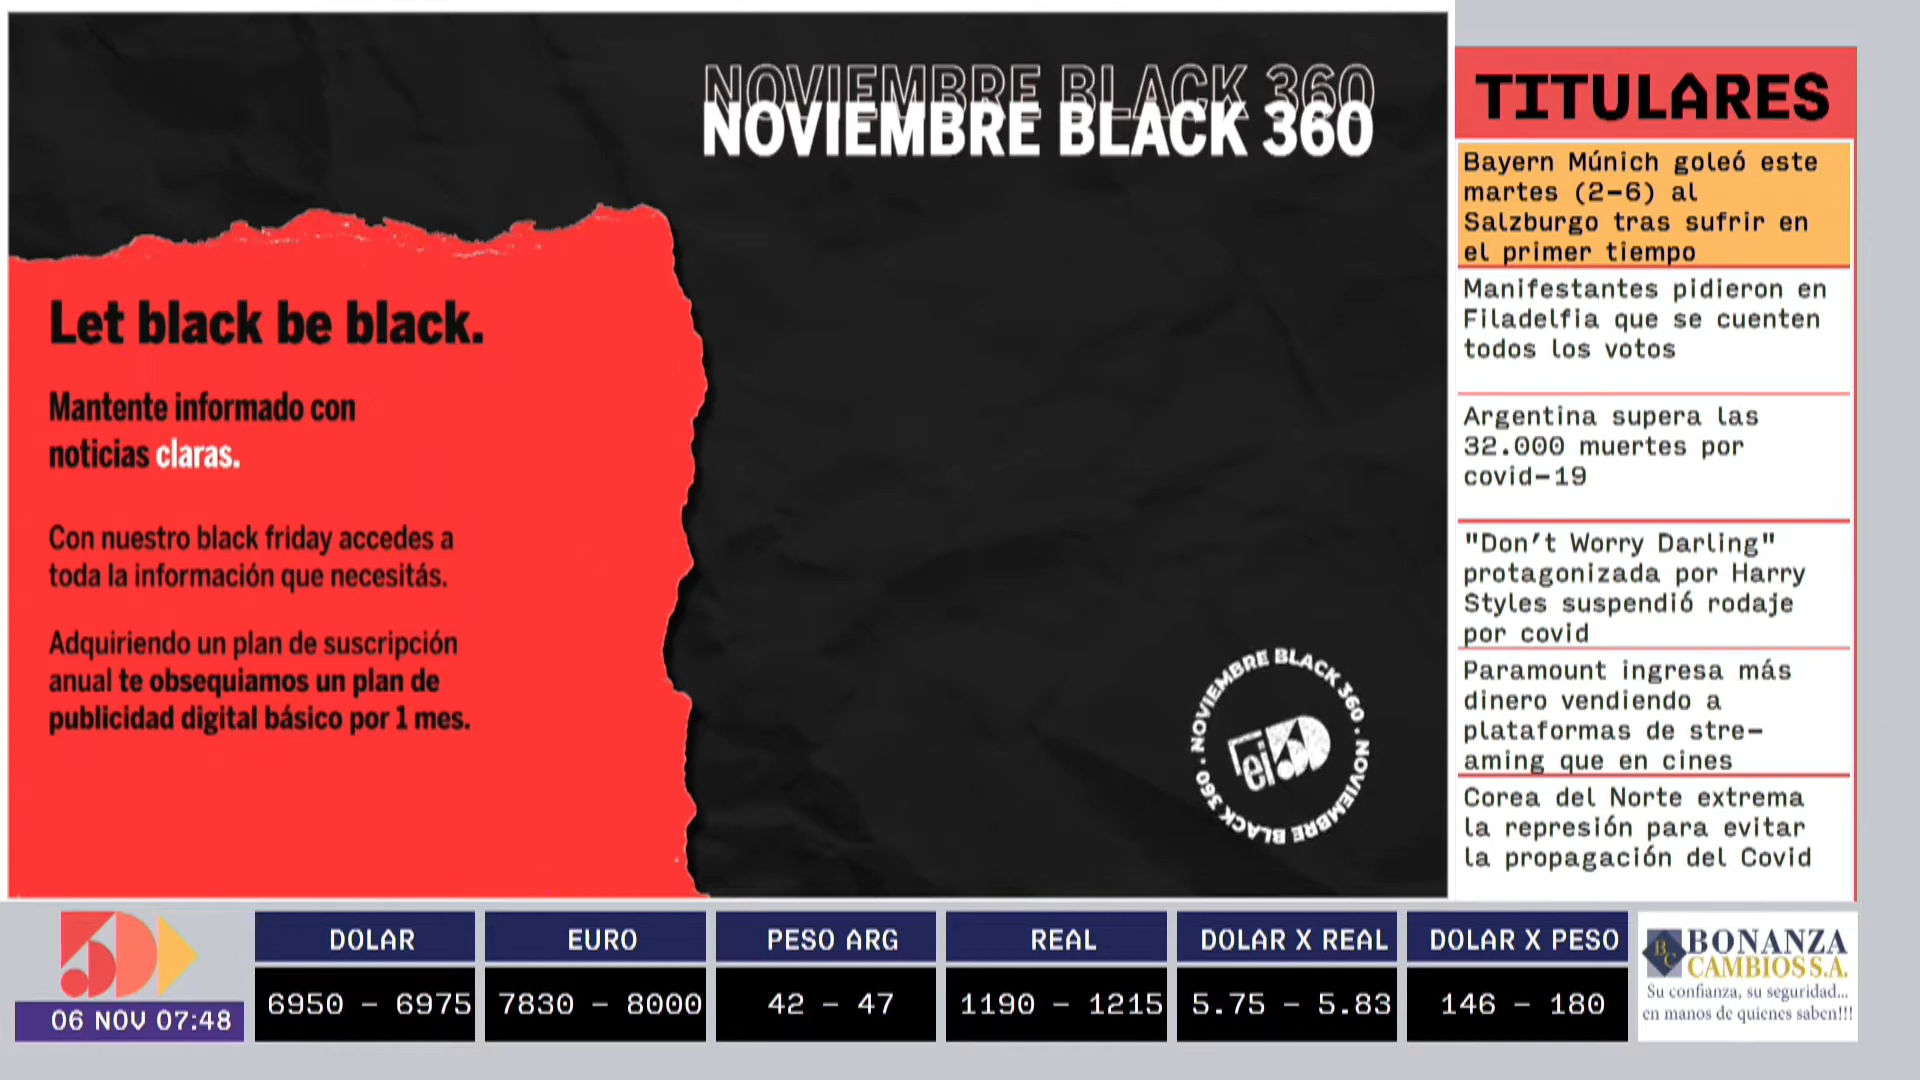 NOVIEMBRE BLACK 360
NOVIEMBRE BLACK 360
Let black be black.
Mantente informado con
noticias claras.
Con nuestro black friday accedes a
toda la información que necesitás.
Adquiriendo un plan de suscripción
anual te obsequiamos un plan de
publicidad digital básico por 1 mes.
NOVIEMBRE BLACK 360 · NOVIEMBRE BLACK 360 ·
ei5D
TITULARES
Bayern Múnich goleó este
martes (2-6) al
Salzburgo tras sufrir en
el primer tiempo
Manifestantes pidieron en
Filadelfia que se cuenten
todos los votos
Argentina supera las
32.000 muertes por
covid-19
"Don't Worry Darling"
protagonizada por Harry
Styles suspendió rodaje
por covid
Paramount ingresa más
dinero vendiendo a
plataformas de stre-
aming que en cines
Corea del Norte extrema
la represión para evitar
la propagación del Covid
5D
06 NOV 07:48
DOLAR
6950 - 6975
EURO
7830 - 8000
PESO ARG
42 - 47
REAL
1190 - 1215
DOLAR X REAL
5.75 - 5.83
DOLAR X PESO
146 - 180
BC
BONANZA
CAMBIOS S.A.
Su confianza, su seguridad...
en manos de quienes saben!!!